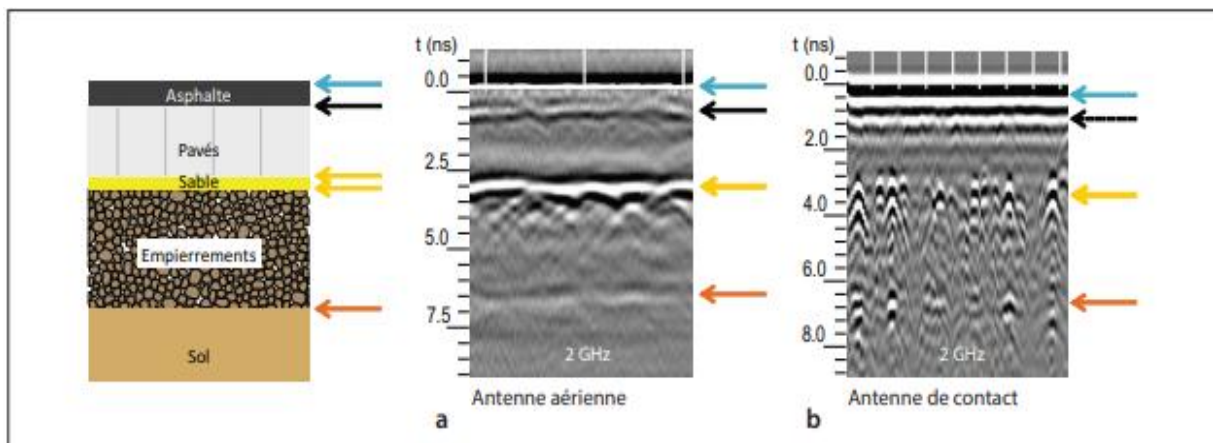 Asphalte
Pavés
Sable
Empierrements
Sol
t (ns)
0.0
2.5
5.0
7.5
2 GHz
Antenne aérienne
a
t (ns)
0.0
2.0
4.0
6.0
8.0
2 GHz
Antenne de contact
b